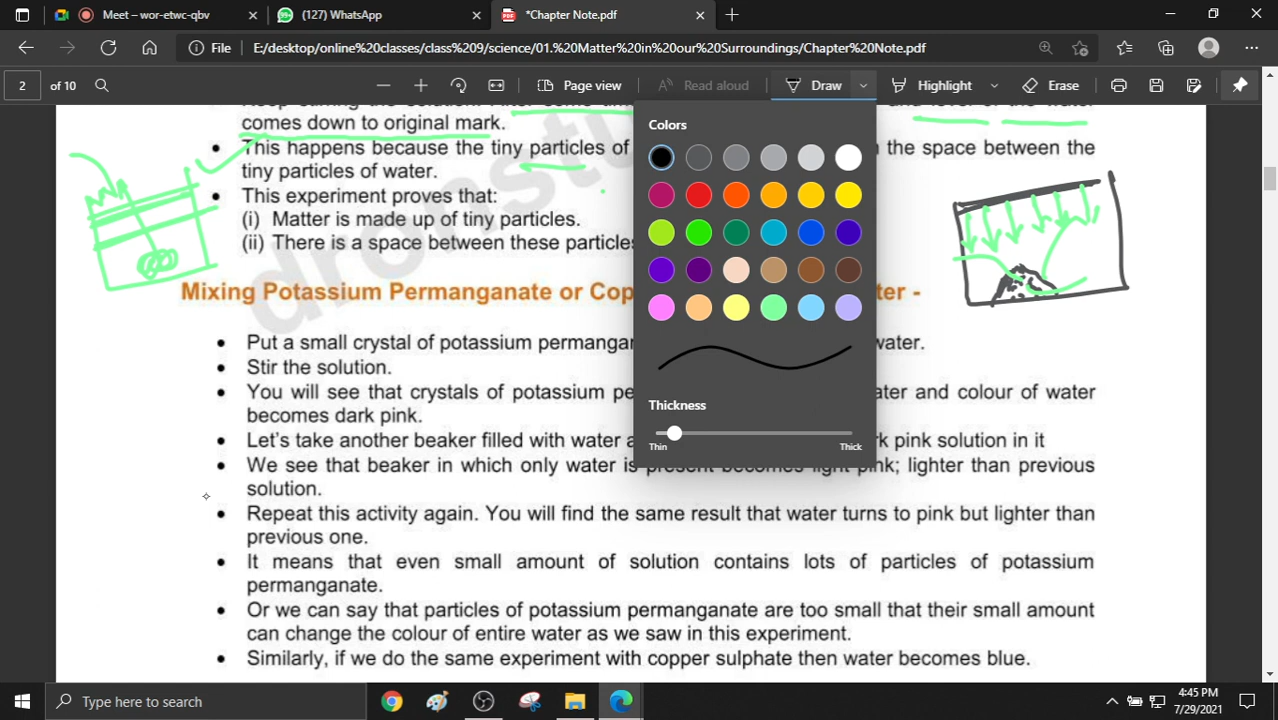 Meet – wor-etwc-qbv
(127) WhatsApp
*Chapter Note.pdf
File
E:/desktop/online%20classes/class%209/science/01.%20Matter%20in%20our%20Surroundings/Chapter%20Note.pdf
2 of 10
Page view
Read aloud
Draw
Highlight
Erase
and level of the water
comes down to original mark.
This happens because the tiny particles of the space between the
tiny particles of water.
This experiment proves that:
(i) Matter is made up of tiny particles.
(ii) There is a space between these particles
Mixing Potassium Permanganate or Cop ter -
Put a small crystal of potassium permangan water.
Stir the solution.
You will see that crystals of potassium pe ater and colour of water
becomes dark pink.
Let's take another beaker filled with water a rk pink solution in it
We see that beaker in which only water is present becomes light pink; lighter than previous
solution.
Repeat this activity again. You will find the same result that water turns to pink but lighter than
previous one.
It means that even small amount of solution contains lots of particles of potassium
permanganate.
Or we can say that particles of potassium permanganate are too small that their small amount
can change the colour of entire water as we saw in this experiment.
Similarly, if we do the same experiment with copper sulphate then water becomes blue.
Colors
Thickness
Thin
Thick
Type here to search
4:45 PM
7/29/2021